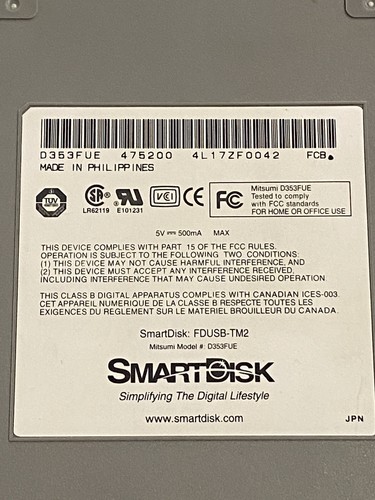 D353FUE 475200 4L17ZF0042 FCB.
MADE IN PHILIPPINES
TUV
SA LR62119
E101231
VCI
CE
FC
Mitsumi D353FUE
Tested to comply
with FCC standards
FOR HOME OR OFFICE USE
5V ⎓ 500mA MAX
THIS DEVICE COMPLIES WITH PART 15 OF THE FCC RULES.
OPERATION IS SUBJECT TO THE FOLLOWING TWO CONDITIONS:
(1) THIS DEVICE MAY NOT CAUSE HARMFUL INTERFERENCE, AND
(2) THIS DEVICE MUST ACCEPT ANY INTERFERENCE RECEIVED,
INCLUDING INTERFERENCE THAT MAY CAUSE UNDESIRED OPERATION.
THIS CLASS B DIGITAL APPARATUS COMPLIES WITH CANADIAN ICES-003.
CET APPAREIL NUMERIQUE DE LA CLASSE B RESPECTE TOUTES LES
EXIGENCES DU REGLEMENT SUR LE MATERIEL BROUILLEUR DU CANADA.
SmartDisk: FDUSB-TM2
Mitsumi Model #: D353FUE
SMARTDISK
Simplifying The Digital Lifestyle
www.smartdisk.com
JPN